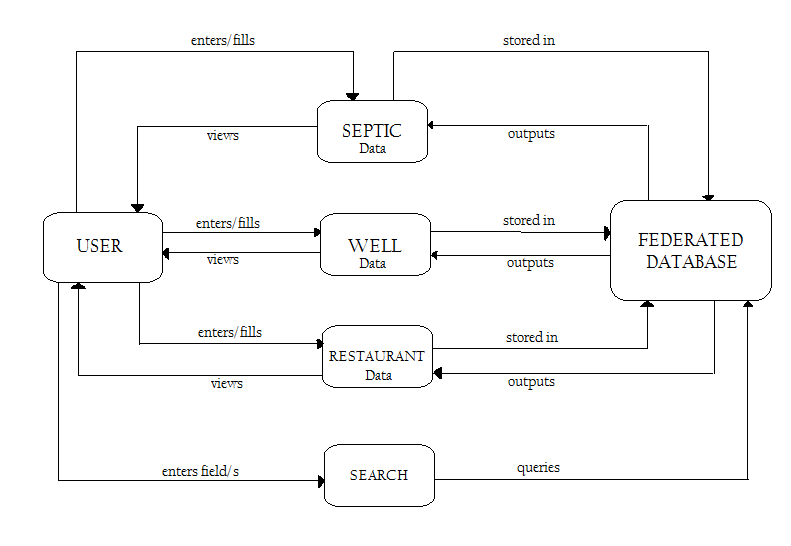 enters/fills
stored in
SEPTIC
Data
views
outputs
enters/fills
stored in
USER
WELL
Data
FEDERATED
DATABASE
views
outputs
enters/fills
stored in
RESTAURANT
Data
views
outputs
enters field/s
SEARCH
queries